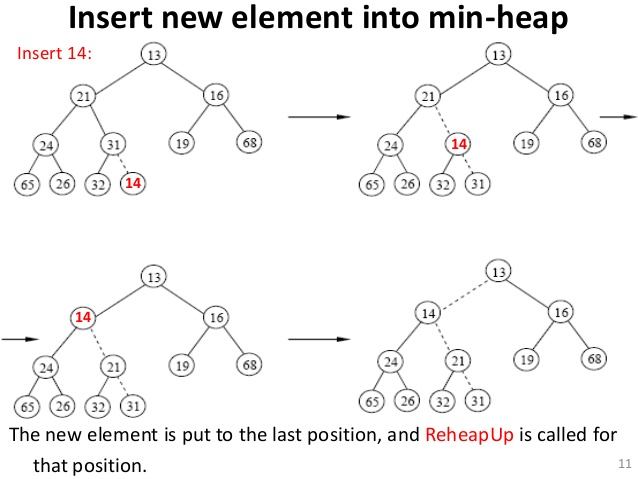 Insert new element into min-heap
Insert 14:
13
21 16
24 31 19 68
65 26 32 14
13
21 16
24 14 19 68
65 26 32 31
13
14 16
24 21 19 68
65 26 32 31
13
14 16
24 21 19 68
65 26 32 31
The new element is put to the last position, and ReheapUp is called for
that position.
11